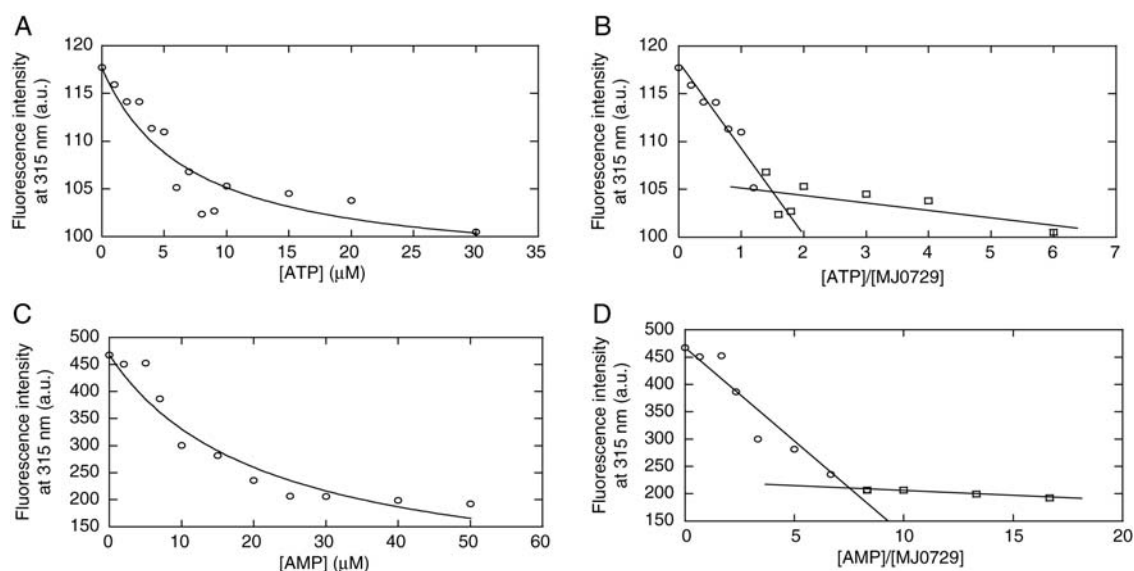 A
Fluorescence intensity
at 315 nm (a.u.)
120
115
110
105
100
0 5 10 15 20 25 30 35
[ATP] (μM)
B
Fluorescence intensity
at 315 nm (a.u.)
120
115
110
105
100
0 1 2 3 4 5 6 7
[ATP]/[MJ0729]
C
Fluorescence intensity
at 315 nm (a.u.)
500
450
400
350
300
250
200
150
0 10 20 30 40 50 60
[AMP] (μM)
D
Fluorescence intensity
at 315 nm (a.u.)
500
450
400
350
300
250
200
150
0 5 10 15 20
[AMP]/[MJ0729]